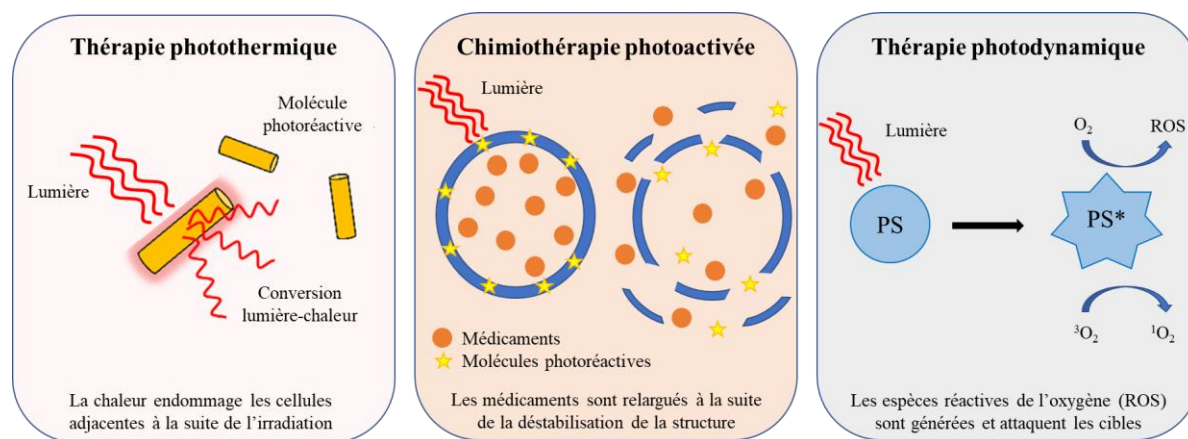 Thérapie photothermique
Molécule
photoréactive
Lumière
Conversion
lumière-chaleur
La chaleur endommage les cellules
adjacentes à la suite de l'irradiation
Chimiothérapie photoactivée
Lumière
Médicaments
Molécules photoréactives
Les médicaments sont relargués à la suite
de la déstabilisation de la structure
Thérapie photodynamique
Lumière
O₂ ROS
PS PS*
³O₂ ¹O₂
Les espèces réactives de l'oxygène (ROS)
sont générées et attaquent les cibles